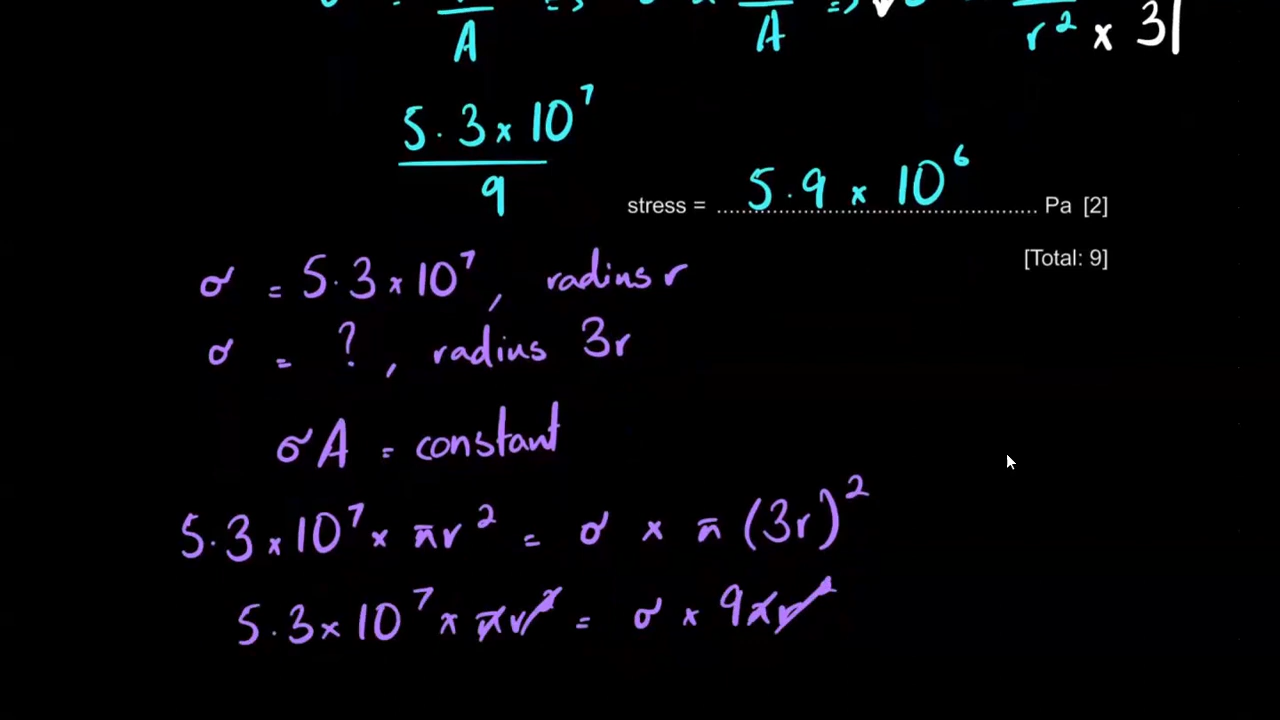 A A r² × 3
5.3 × 10⁷
9
stress = 5.9 × 10⁶ Pa [2]
[Total: 9]
σ = 5.3 × 10⁷, radius r
σ = ?, radius 3r
σA = constant
5.3 × 10⁷ × πr² = σ × π (3r)²
5.3 × 10⁷ × πr² = σ × 9πr²